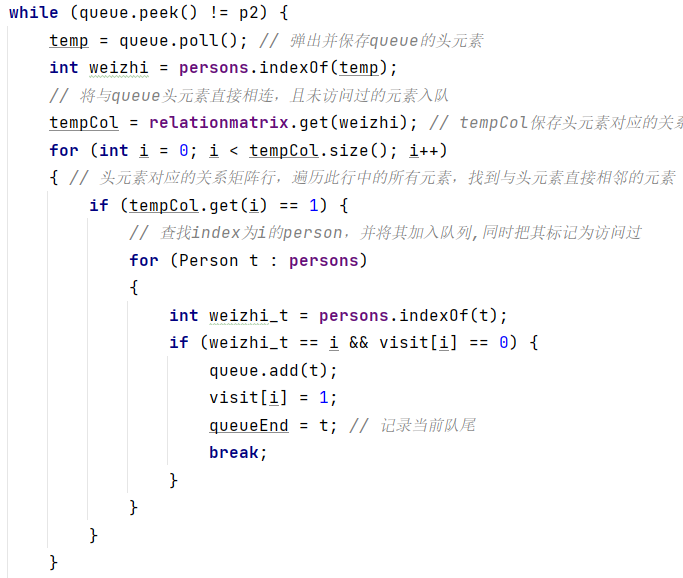 while (queue.peek() != p2) {
temp = queue.poll(); // 弹出并保存queue的头元素
int weizhi = persons.indexOf(temp);
// 将与queue头元素直接相连，且未访问过的元素入队
tempCol = relationmatrix.get(weizhi); // tempCol保存头元素对应的关系
for (int i = 0; i < tempCol.size(); i++)
{ // 头元素对应的关系矩阵行，遍历此行中的所有元素，找到与头元素直接相邻的元素
if (tempCol.get(i) == 1) {
// 查找index为i的person，并将其加入队列,同时把其标记为访问过
for (Person t : persons)
{
int weizhi_t = persons.indexOf(t);
if (weizhi_t == i && visit[i] == 0) {
queue.add(t);
visit[i] = 1;
queueEnd = t; // 记录当前队尾
break;
}
}
}
}